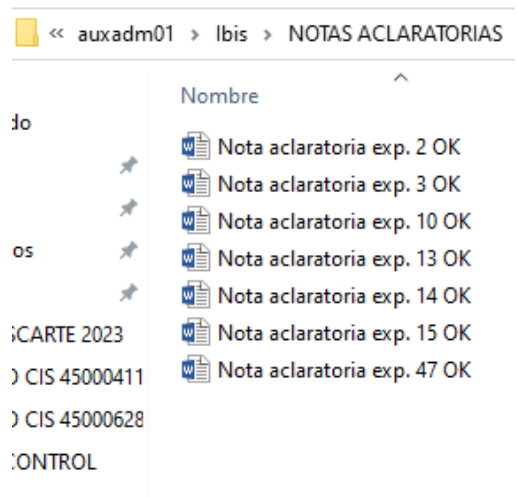 « auxadm01 > Ibis > NOTAS ACLARATORIAS
Nombre
do
os
SCARTE 2023
O CIS 45000411
O CIS 45000628
CONTROL
Nota aclaratoria exp. 2 OK
Nota aclaratoria exp. 3 OK
Nota aclaratoria exp. 10 OK
Nota aclaratoria exp. 13 OK
Nota aclaratoria exp. 14 OK
Nota aclaratoria exp. 15 OK
Nota aclaratoria exp. 47 OK